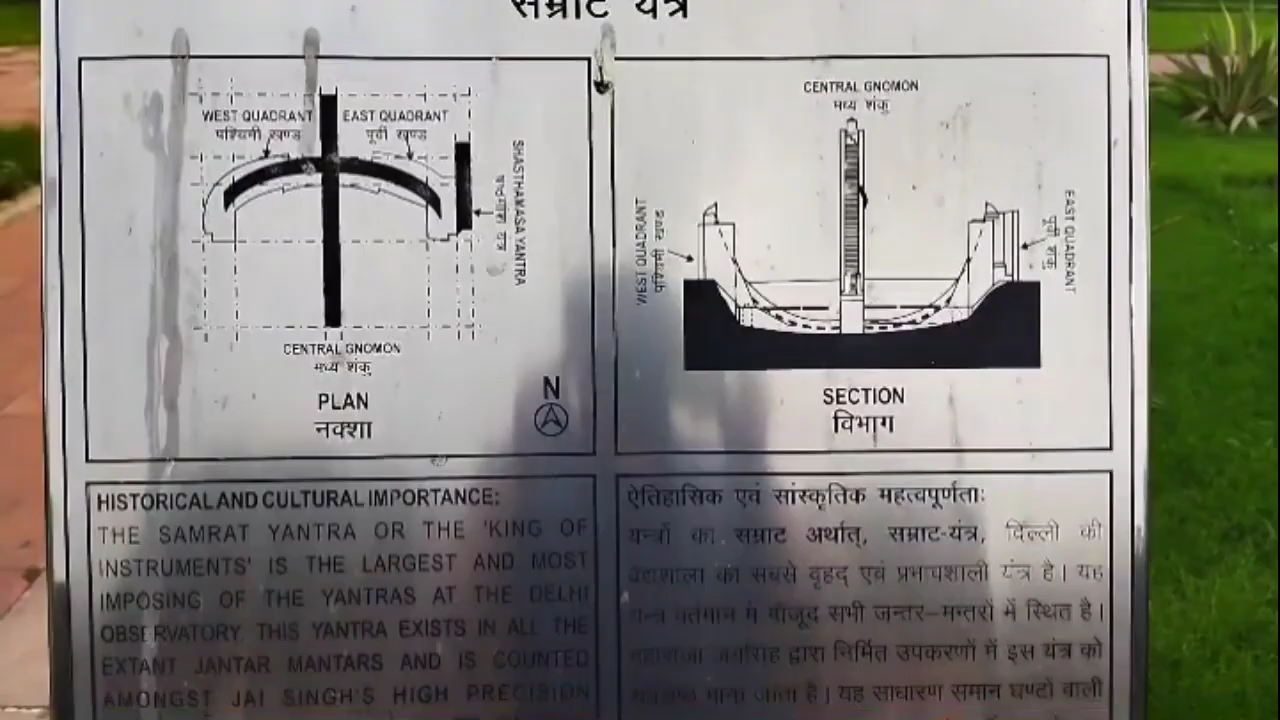 सम्राट यंत्र
WEST QUADRANT
पश्चिमी खण्ड
EAST QUADRANT
पूर्वी खण्ड
SHASTHAMASA YANTRA
CENTRAL GNOMON
मध्य शंकु
PLAN
नक्शा
N
CENTRAL GNOMON
मध्य शंकु
WEST QUADRANT
पश्चिमी खण्ड
EAST QUADRANT
SECTION
विभाग
HISTORICAL AND CULTURAL IMPORTANCE:
THE SAMRAT YANTRA OR THE 'KING OF
INSTRUMENTS' IS THE LARGEST AND MOST
IMPOSING OF THE YANTRAS AT THE DELHI
OBSERVATORY. THIS YANTRA EXISTS IN ALL THE
EXTANT JANTAR MANTARS AND IS COUNTED
AMONGST JAI SINGH'S HIGH PRECISION
ऐतिहासिक एवं सांस्कृतिक महत्वपूर्णताः
यन्त्रों का सम्राट अर्थात्, सम्राट-यंत्र, दिल्ली की
का सबसे वृहद् एवं प्रभावशाली यंत्र है। यह
यन्त्र वर्तमान में मौजूद सभी जन्तर-मन्तरों में स्थित है।
द्वारा निर्मित उपकरणों में इस यंत्र को
माना जाता है। यह साधारण समान घण्टों वाली